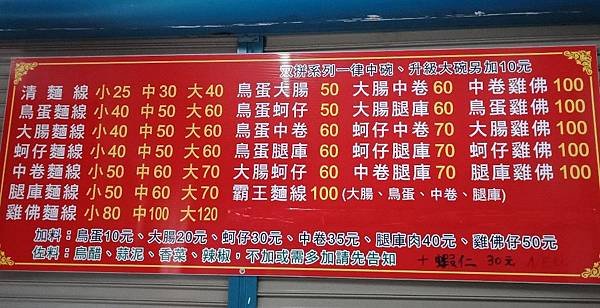 双拼系列一律中碗、升級大碗另加10元
清麵線 小25 中30 大40 鳥蛋大腸 50 大腸中卷 60 中卷雞佛 100
鳥蛋麵線 小40 中50 大60 鳥蛋蚵仔 50 大腸腿庫 60 鳥蛋雞佛 100
大腸麵線 小40 中50 大60 鳥蛋中卷 60 蚵仔中卷 70 大腸雞佛 100
蚵仔麵線 小40 中50 大60 鳥蛋腿庫 60 蚵仔腿庫 70 蚵仔雞佛 100
中卷麵線 小50 中60 大70 大腸蚵仔 60 中卷腿庫 70 腿庫雞佛 100
腿庫麵線 小50 中60 大70 霸王麵線 100 (大腸、鳥蛋、中卷、腿庫)
雞佛麵線 小80 中100 大120
加料：鳥蛋10元、大腸20元、蚵仔30元、中卷35元、腿庫肉40元、雞佛仔50元
佐料：烏醋、蒜泥、香菜、辣椒，不加或需多加請先告知 + 蝦仁 30元